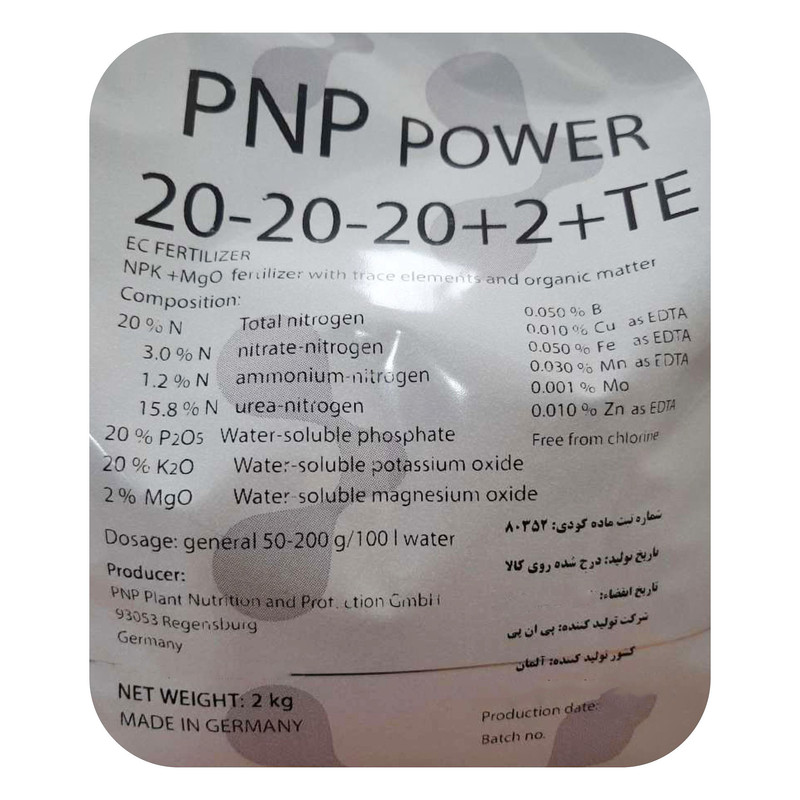 PNP POWER
20-20-20+2+TE
EC FERTILIZER
NPK +MgO fertilizer with trace elements and organic matter
Composition:
20 % N Total nitrogen
3.0 % N nitrate-nitrogen
1.2 % N ammonium-nitrogen
15.8 % N urea-nitrogen
20 % P2O5 Water-soluble phosphate
20 % K2O Water-soluble potassium oxide
2 % MgO Water-soluble magnesium oxide
0.050 % B
0.010 % Cu as EDTA
0.050 % Fe as EDTA
0.030 % Mn as EDTA
0.001 % Mo
0.010 % Zn as EDTA
Free from chlorine
Dosage: general 50-200 g/100 l water
Producer:
PNP Plant Nutrition and Protection GmbH
93053 Regensburg
Germany
شماره ثبت ماده کودی: ۸۰۳۵۲
تاریخ تولید: درج شده روی کالا
تاریخ انقضاء:
شرکت تولید کننده: پی ان پی
کشور تولید کننده: آلمان
NET WEIGHT: 2 kg
MADE IN GERMANY
Production date:
Batch no.